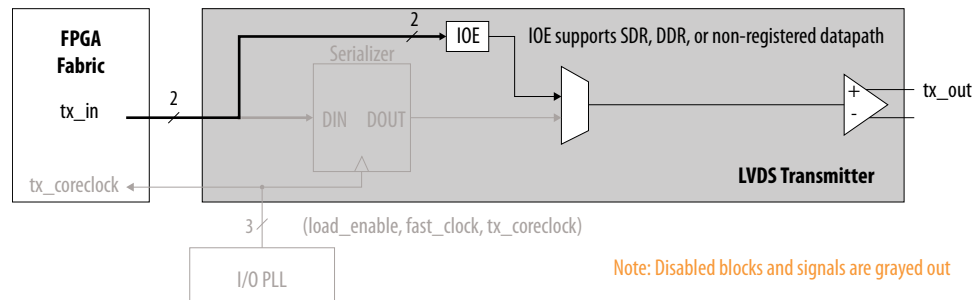 FPGA
Fabric
2
IOE
IOE supports SDR, DDR, or non-registered datapath
Serializer
tx_in
2
DIN
DOUT
+
-
tx_out
tx_coreclock
LVDS Transmitter
3
(load_enable, fast_clock, tx_coreclock)
I/O PLL
Note: Disabled blocks and signals are grayed out